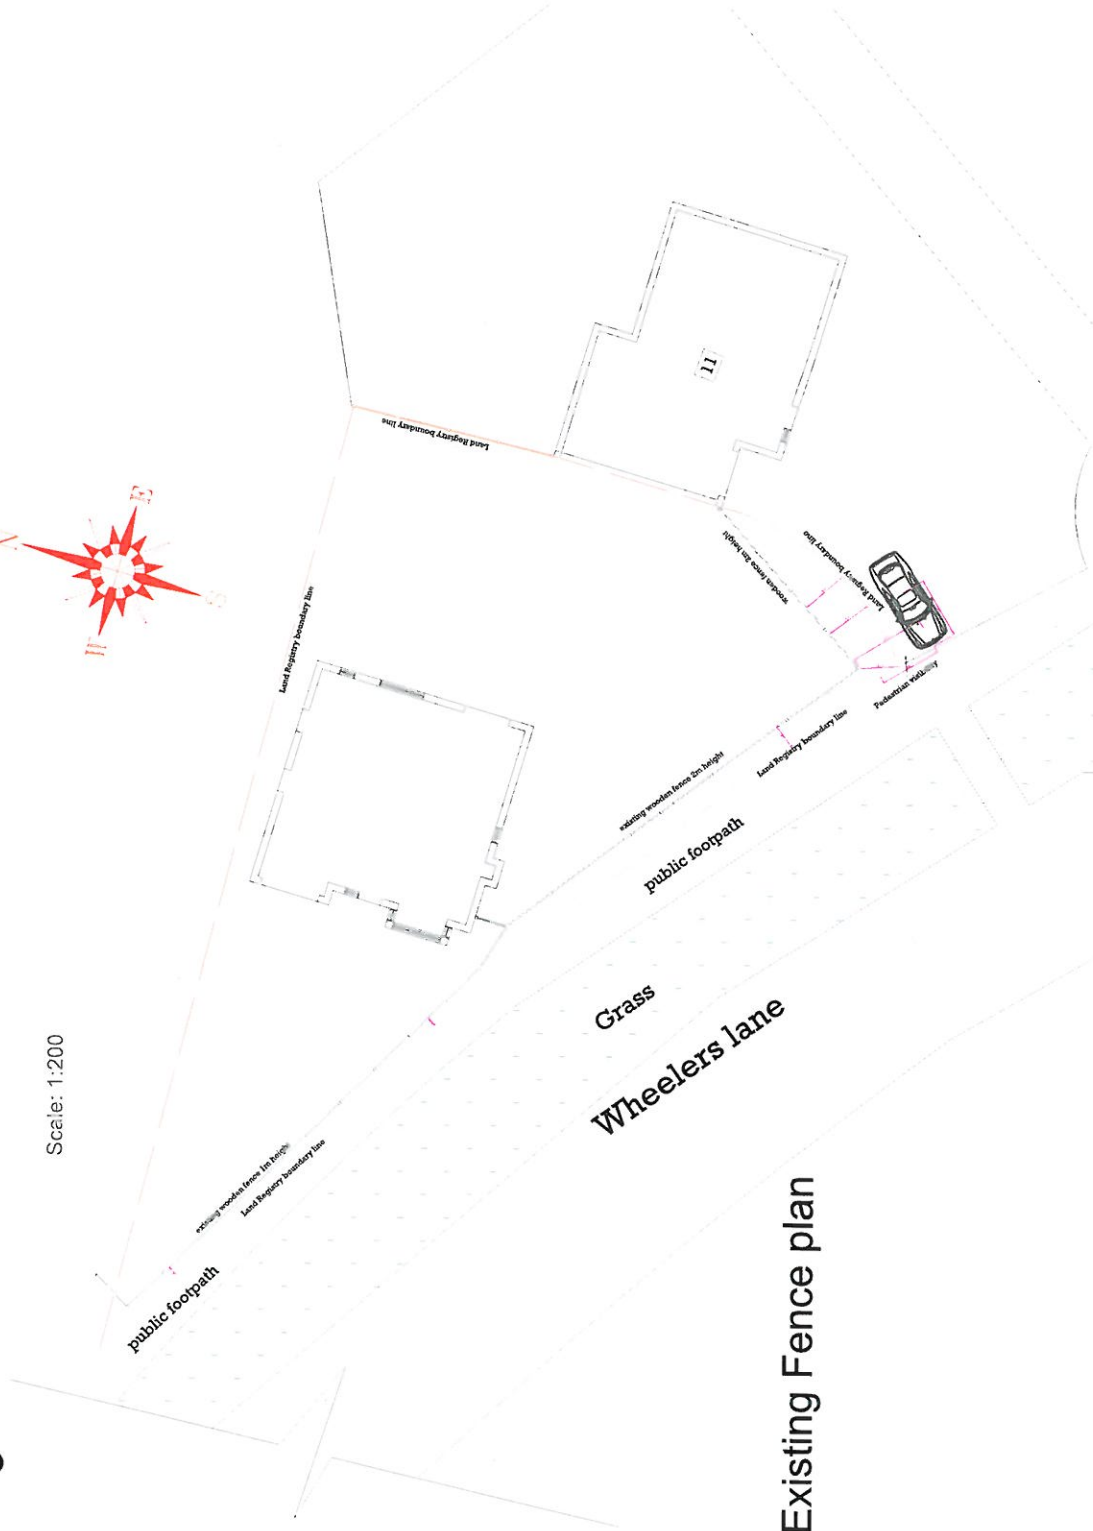 Scale: 1:200
E
S
Land Registry boundary line
Land Registry boundary line
11
wooden fence 2m height
Land Registry boundary line
Pedestrian visibility
Land Registry boundary line
existing wooden fence 2m height
public footpath
Grass
Wheelers lane
existing wooden fence 1m height
Land Registry boundary line
public footpath
Existing Fence plan